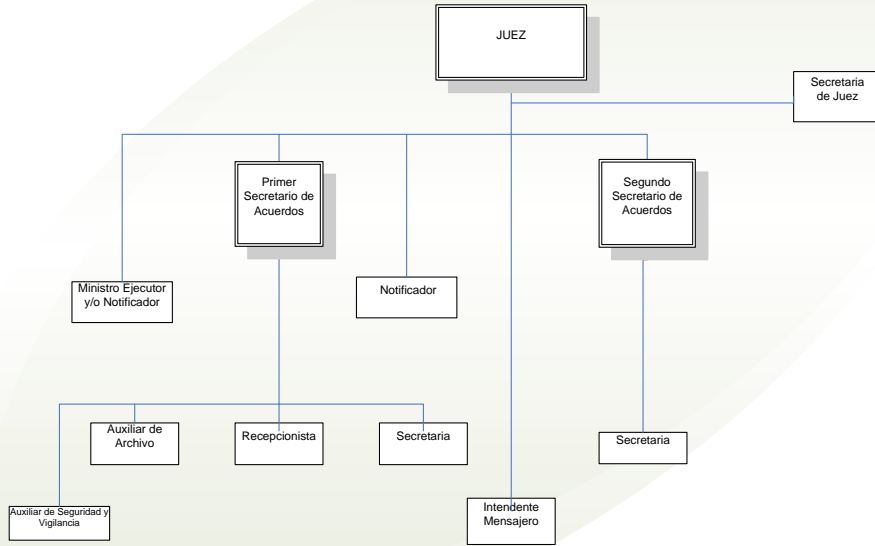 JUEZ
Secretaria
de Juez
Primer
Secretario de
Acuerdos
Segundo
Secretario de
Acuerdos
Ministro Ejecutor
y/o Notificador
Notificador
Auxiliar de
Archivo
Recepcionista
Secretaria
Secretaria
Auxiliar de Seguridad y
Vigilancia
Intendente
Mensajero